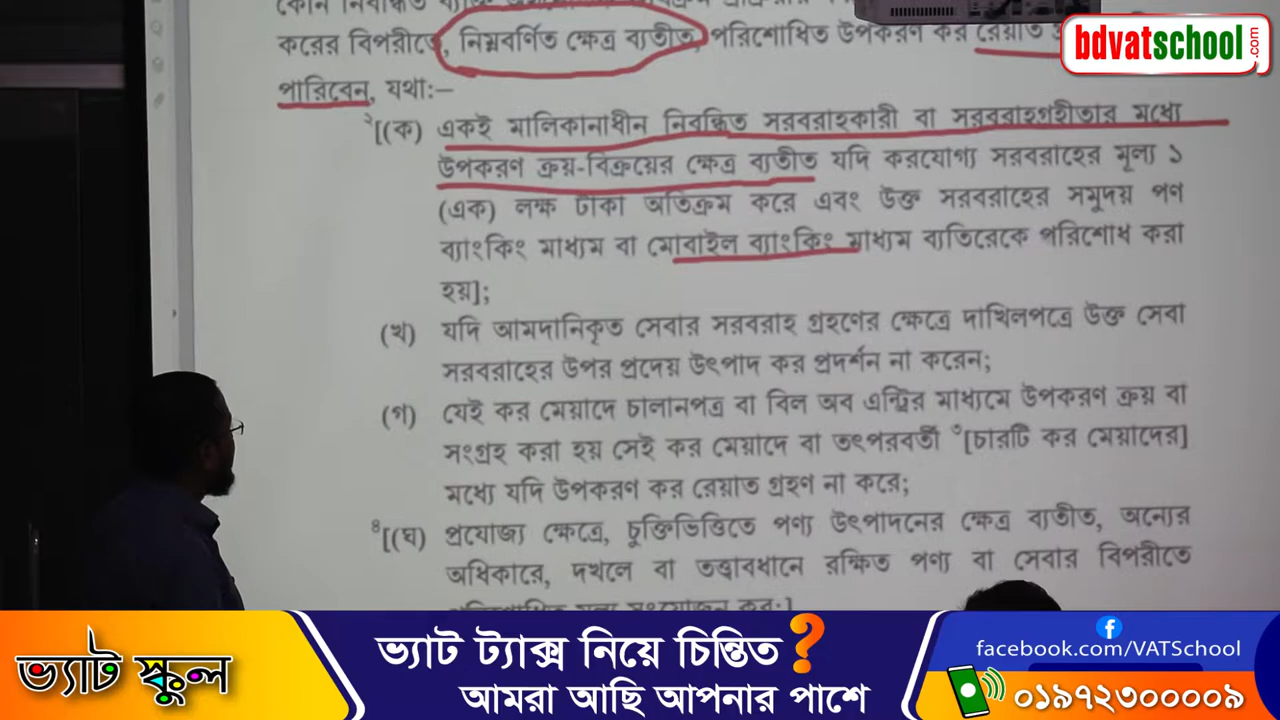 করের বিপরীতে, নিম্নবর্ণিত ক্ষেত্র ব্যতীত, পরিশোধিত উপকরণ কর রেয়াত
পারিবেন, যথা:–
২[(ক) একই মালিকানাধীন নিবন্ধিত সরবরাহকারী বা সরবরাহগ্রহীতার মধ্যে
উপকরণ ক্রয়-বিক্রয়ের ক্ষেত্র ব্যতীত যদি করযোগ্য সরবরাহের মূল্য ১
(এক) লক্ষ টাকা অতিক্রম করে এবং উক্ত সরবরাহের সমুদয় পণ
ব্যাংকিং মাধ্যম বা মোবাইল ব্যাংকিং মাধ্যম ব্যতিরেকে পরিশোধ করা
হয়];
(খ) যদি আমদানিকৃত সেবার সরবরাহ গ্রহণের ক্ষেত্রে দাখিলপত্রে উক্ত সেবা
সরবরাহের উপর প্রদেয় উৎপাদ কর প্রদর্শন না করেন;
(গ) যেই কর মেয়াদে চালানপত্র বা বিল অব এন্ট্রির মাধ্যমে উপকরণ ক্রয় বা
সংগ্রহ করা হয় সেই কর মেয়াদে বা তৎপরবর্তী ৩[চারটি কর মেয়াদের]
মধ্যে যদি উপকরণ কর রেয়াত গ্রহণ না করে;
৪[(ঘ) প্রযোজ্য ক্ষেত্রে, চুক্তিভিত্তিতে পণ্য উৎপাদনের ক্ষেত্র ব্যতীত, অন্যের
অধিকারে, দখলে বা তত্ত্বাবধানে রক্ষিত পণ্য বা সেবার বিপরীতে
bdvatschool.com
ভ্যাট স্কুল
ভ্যাট ট্যাক্স নিয়ে চিন্তিত?
আমরা আছি আপনার পাশে
facebook.com/VATSchool
০১৯৭২৩০০০০৯